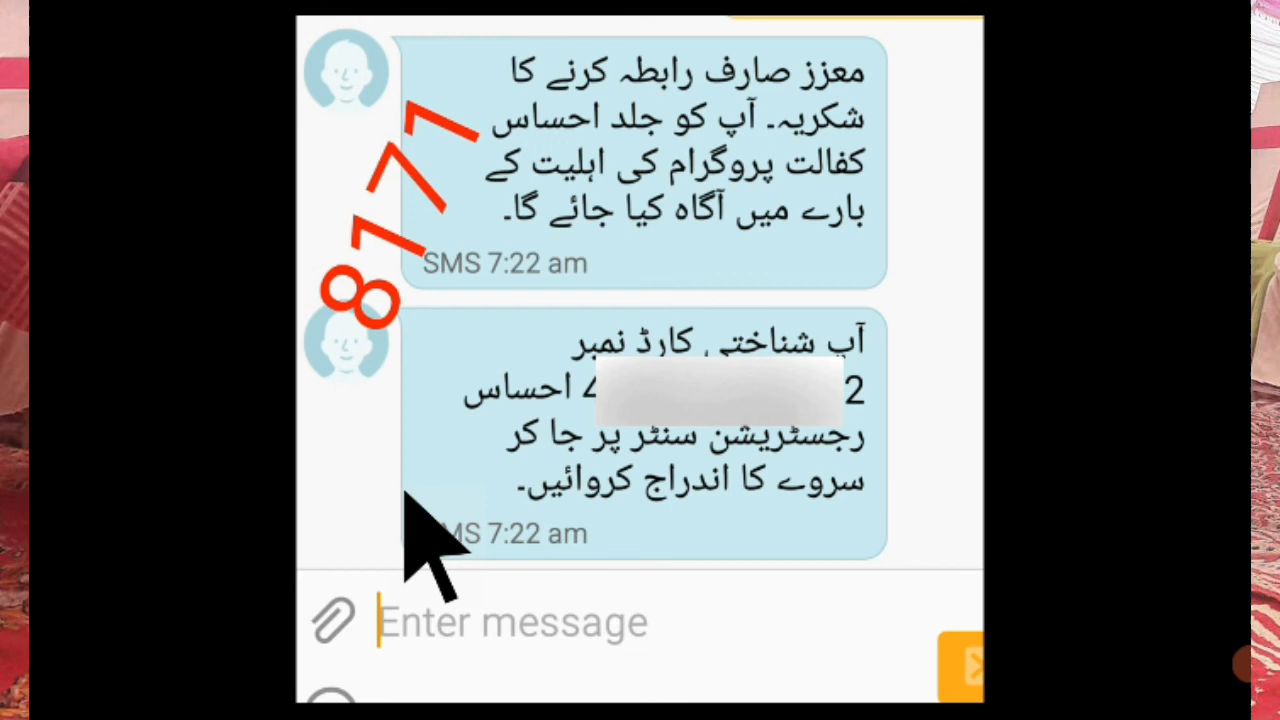 معزز صارف رابطہ کرنے کا
شکریہ۔ آپ کو جلد احساس
کفالت پروگرام کی اہلیت کے
بارے میں آگاہ کیا جائے گا۔
SMS 7:22 am
8171
آپ شناختی کارڈ نمبر
2 4 احساس
رجسٹریشن سنٹر پر جا کر
سروے کا اندراج کروائیں۔
SMS 7:22 am
Enter message